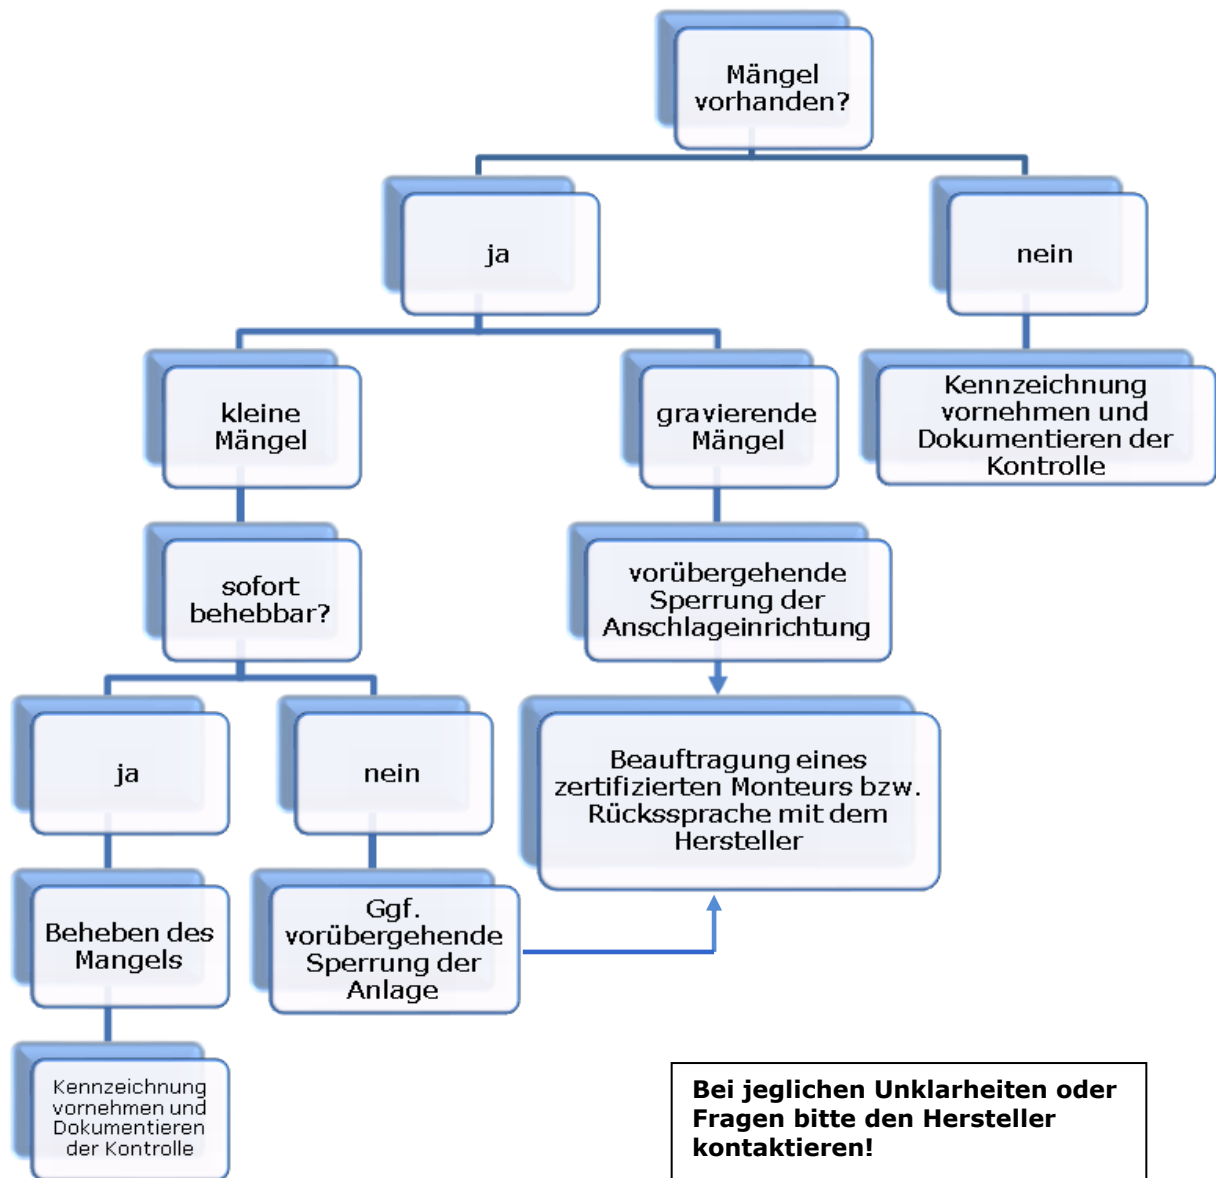 Mängel
vorhanden?
ja
nein
kleine
Mängel
gravierende
Mängel
Kennzeichnung
vornehmen und
Dokumentieren der
Kontrolle
sofort
behebbar?
vorübergehende
Sperrung der
Anschlageinrichtung
ja
nein
Beauftragung eines
zertifizierten Monteurs bzw.
Rückssprache mit dem
Hersteller
Beheben des
Mangels
Ggf.
vorübergehende
Sperrung der
Anlage
Kennzeichnung
vornehmen und
Dokumentieren
der Kontrolle
Bei jeglichen Unklarheiten oder
Fragen bitte den Hersteller
kontaktieren!